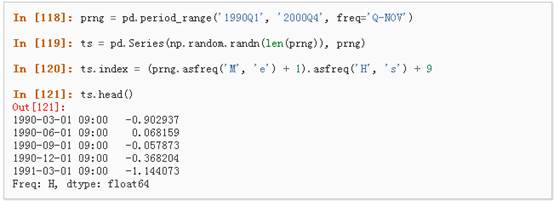 In [118]: prng = pd.period_range('1990Q1', '2000Q4', freq='Q-NOV')
In [119]: ts = pd.Series(np.random.randn(len(prng)), prng)
In [120]: ts.index = (prng.asfreq('M', 'e') + 1).asfreq('H', 's') + 9
In [121]: ts.head()
Out[121]:
1990-03-01 09:00   -0.902937
1990-06-01 09:00    0.068159
1990-09-01 09:00   -0.057873
1990-12-01 09:00   -0.368204
1991-03-01 09:00   -1.144073
Freq: H, dtype: float64